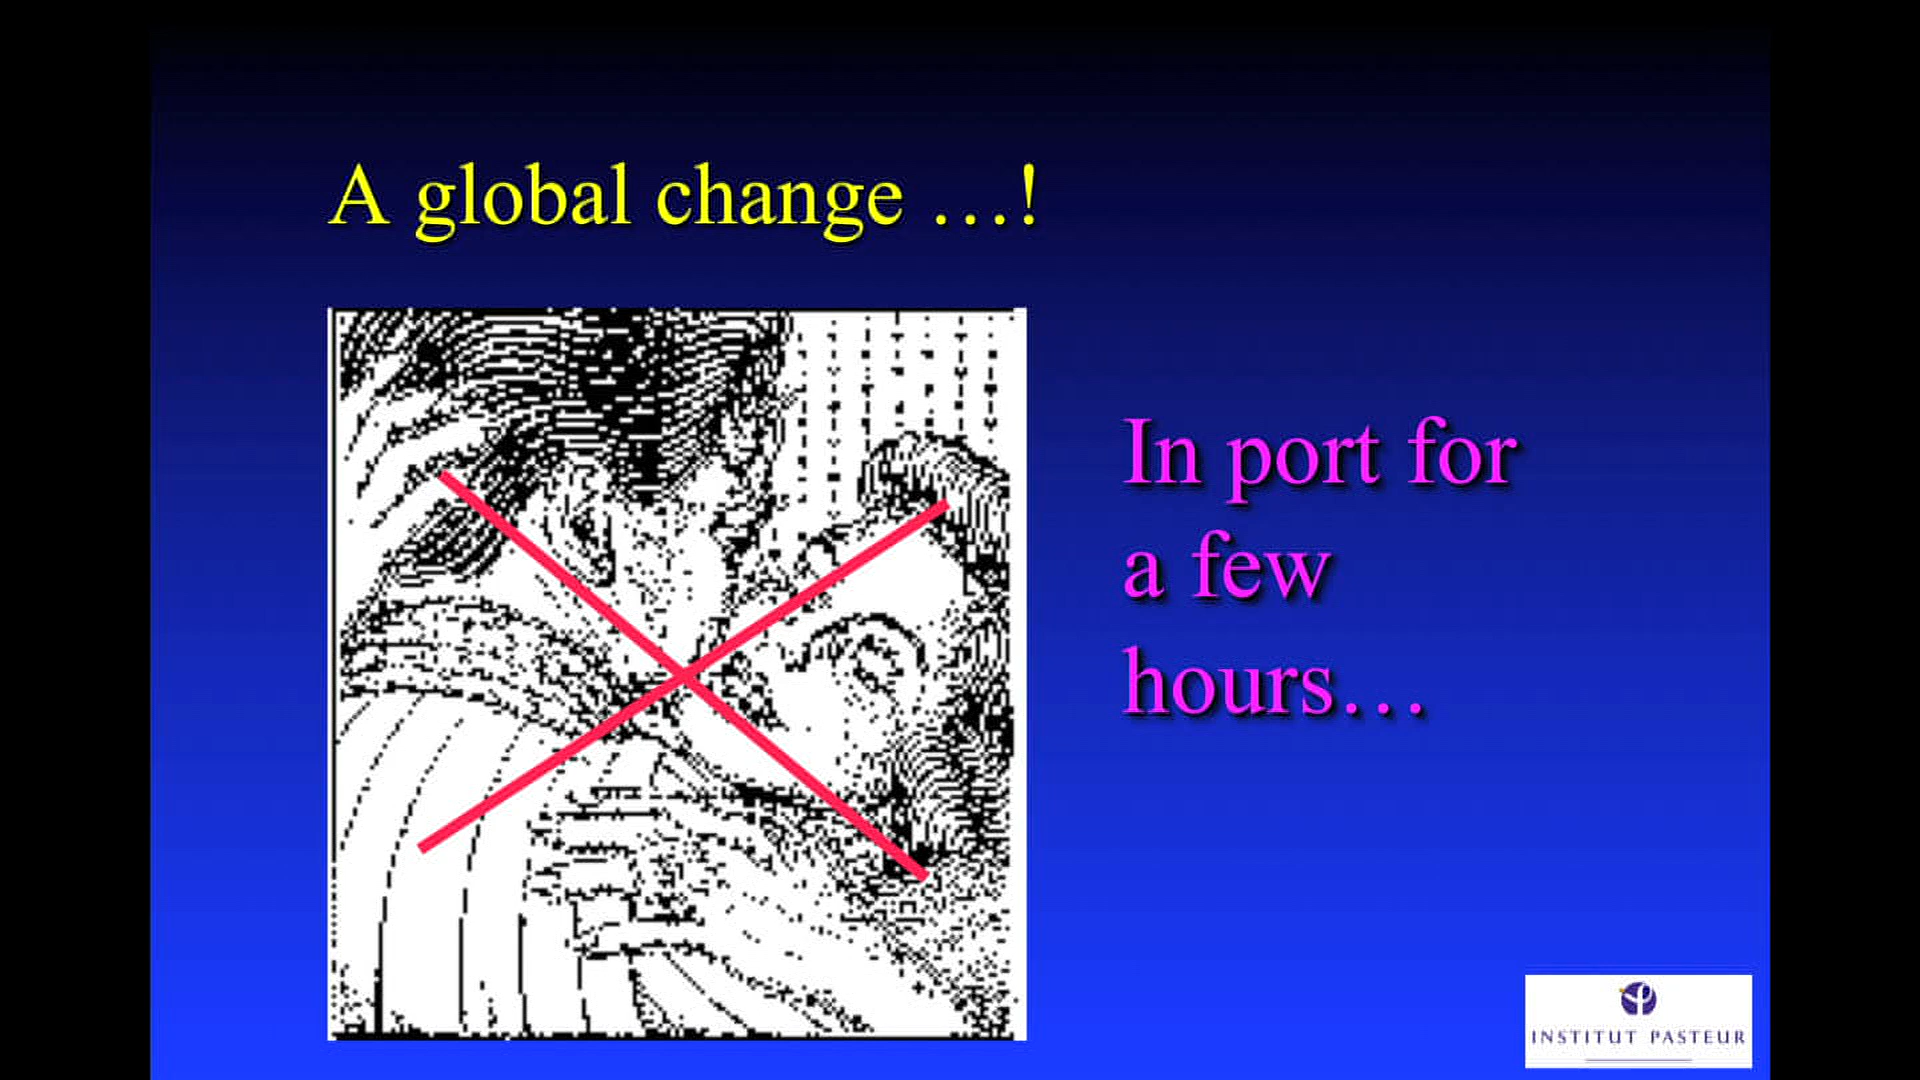 A global change …!
In port for
a few
hours…
INSTITUT PASTEUR